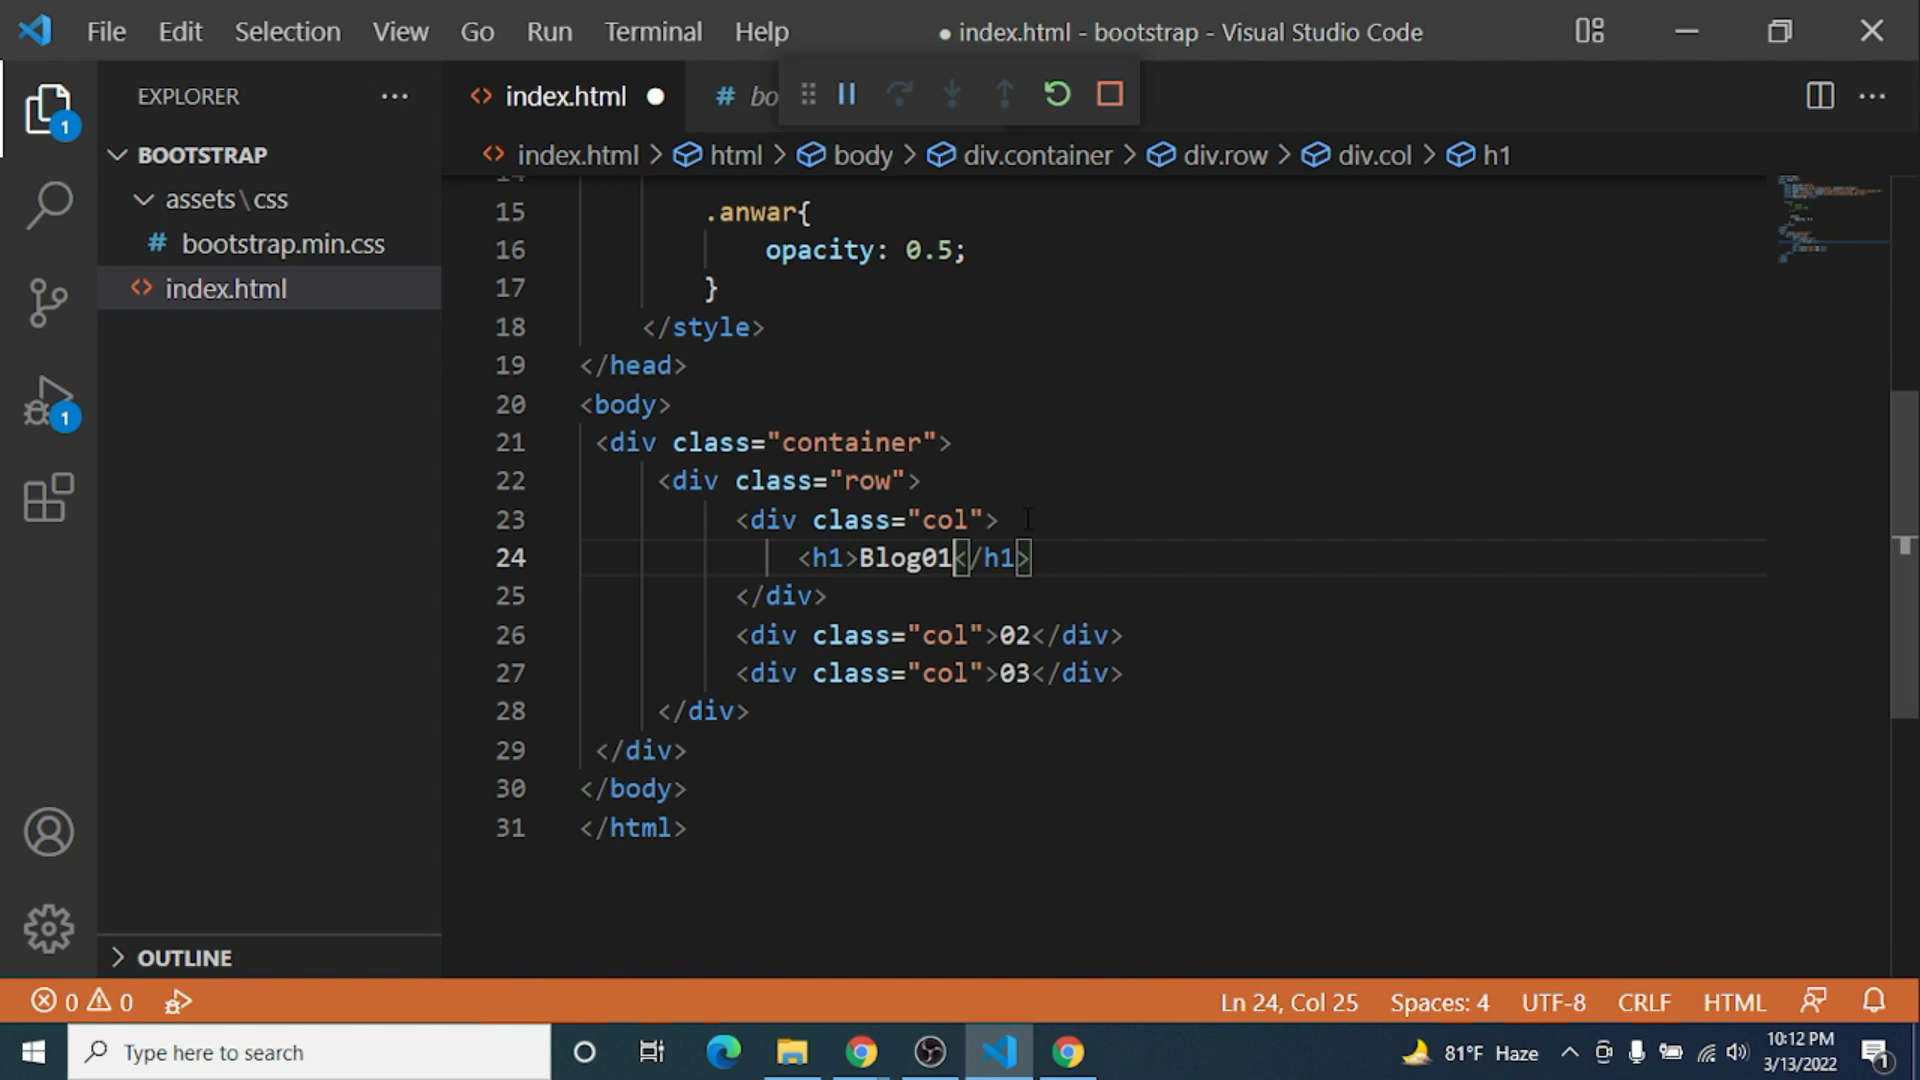 File Edit Selection View Go Run Terminal Help
● index.html - bootstrap - Visual Studio Code
EXPLORER
index.html ●
# bo
1
BOOTSTRAP
assets\css
# bootstrap.min.css
<> index.html
<> index.html > html > body > div.container > div.row > div.col > h1
15 .anwar{
16 opacity: 0.5;
17 }
18 </style>
19 </head>
20 <body>
21 <div class="container">
22 <div class="row">
23 <div class="col">
24 <h1>Blog01</h1>
25 </div>
26 <div class="col">02</div>
27 <div class="col">03</div>
28 </div>
29 </div>
30 </body>
31 </html>
1
OUTLINE
0 0
Ln 24, Col 25 Spaces: 4 UTF-8 CRLF HTML
Type here to search
81°F Haze
10:12 PM
3/13/2022
1